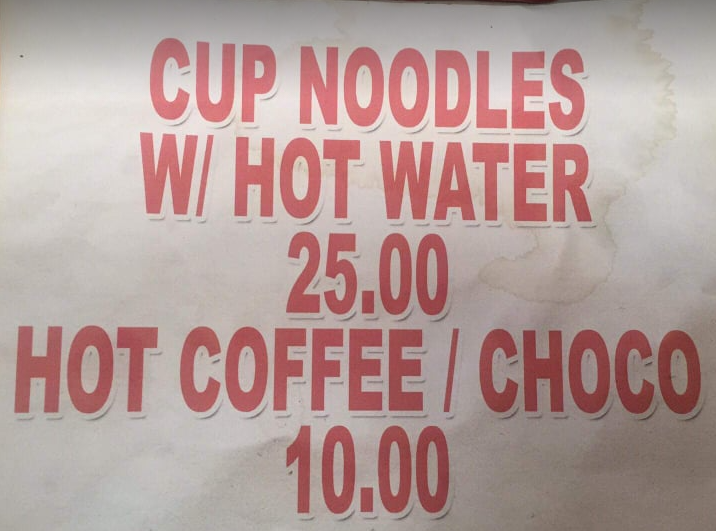 CUP NOODLES
W/ HOT WATER
25.00
HOT COFFEE / CHOCO
10.00